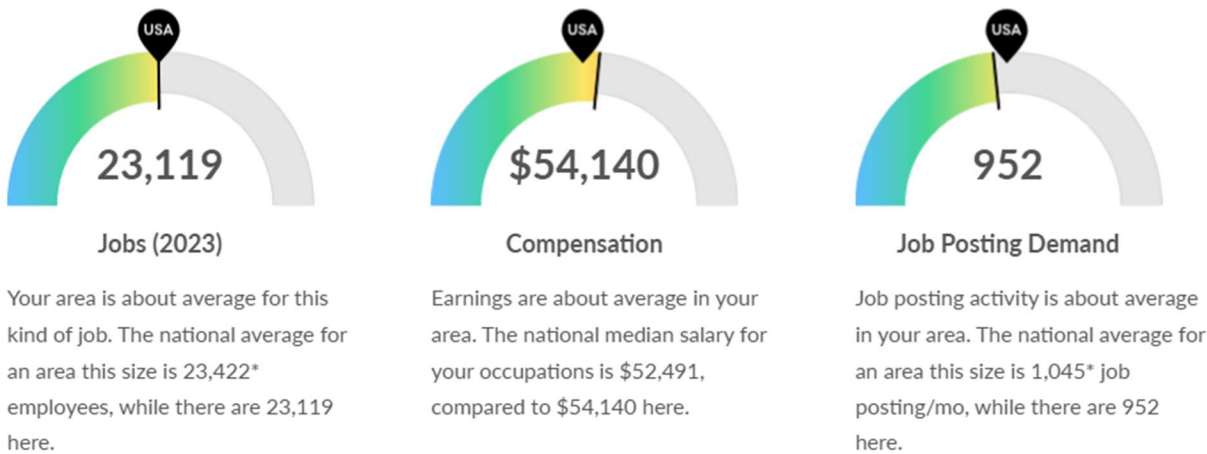 USA
23,119
Jobs (2023)
Your area is about average for this
kind of job. The national average for
an area this size is 23,422*
employees, while there are 23,119
here.
USA
$54,140
Compensation
Earnings are about average in your
area. The national median salary for
your occupations is $52,491,
compared to $54,140 here.
USA
952
Job Posting Demand
Job posting activity is about average
in your area. The national average for
an area this size is 1,045* job
posting/mo, while there are 952
here.